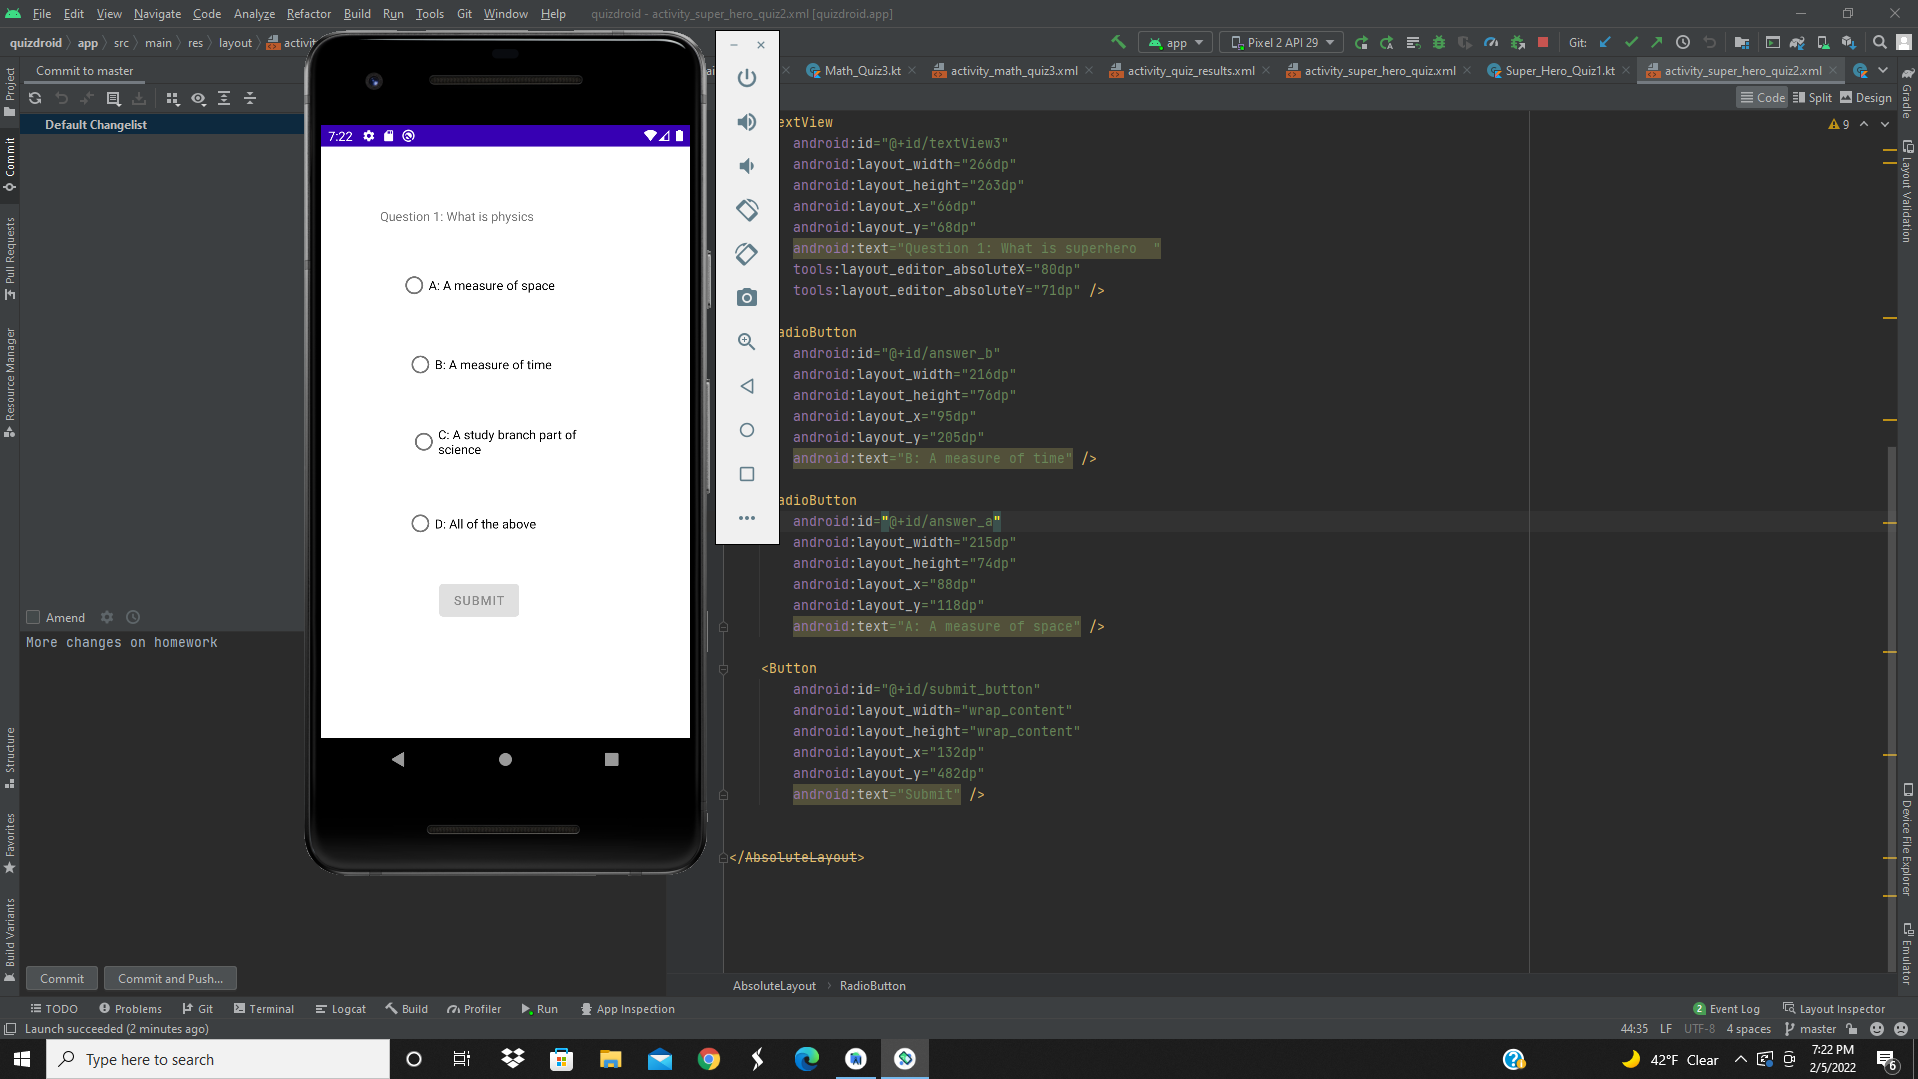 File Edit View Navigate Code Analyze Refactor Build Run Tools Git Window Help quizdroid - activity_super_hero_quiz2.xml [quizdroid.app]
quizdroid app src main res layout app Pixel 2 API 29 Git:
Commit to master
Math_Quiz3.kt activity_math_quiz3.xml activity_quiz_results.xml activity_super_hero_quiz.xml Super_Hero_Quiz1.kt activity_super_hero_quiz2.xml
Code Split Design
Default Changelist
9
Project
Commit
Pull Requests
Resource Manager
Structure
Favorites
Build Variants
Gradle
Layout Validation
Device File Explorer
Emulator
7:22
Question 1: What is physics
A: A measure of space
B: A measure of time
C: A study branch part of
science
D: All of the above
SUBMIT
extView
android:id="@+id/textView3"
android:layout_width="266dp"
android:layout_height="263dp"
android:layout_x="66dp"
android:layout_y="68dp"
android:text="Question 1: What is superhero  "
tools:layout_editor_absoluteX="80dp"
tools:layout_editor_absoluteY="71dp" />
adioButton
android:id="@+id/answer_b"
android:layout_width="216dp"
android:layout_height="76dp"
android:layout_x="95dp"
android:layout_y="205dp"
android:text="B: A measure of time" />
adioButton
android:id="@+id/answer_a"
android:layout_width="215dp"
android:layout_height="74dp"
android:layout_x="88dp"
android:layout_y="118dp"
android:text="A: A measure of space" />
<Button
android:id="@+id/submit_button"
android:layout_width="wrap_content"
android:layout_height="wrap_content"
android:layout_x="132dp"
android:layout_y="482dp"
android:text="Submit" />
</AbsoluteLayout>
Amend
More changes on homework
Commit Commit and Push...
AbsoluteLayout RadioButton
TODO Problems Git Terminal Logcat Build Profiler Run App Inspection 2 Event Log Layout Inspector
Launch succeeded (2 minutes ago) 44:35 LF UTF-8 4 spaces master
Type here to search 42°F Clear 7:22 PM
2/5/2022
6